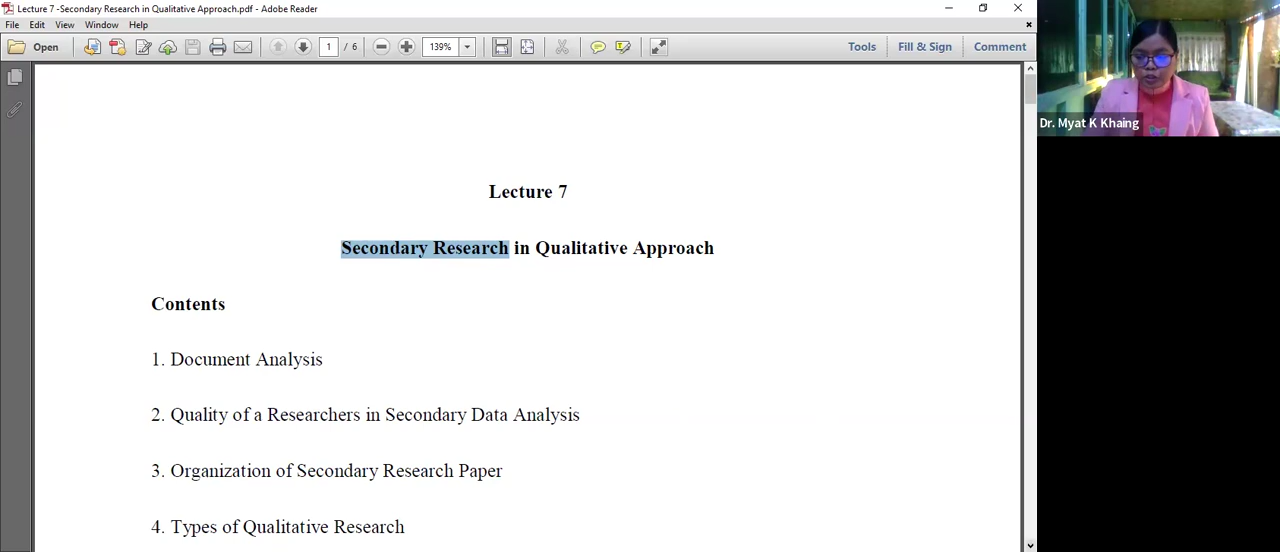 Lecture 7 -Secondary Research in Qualitative Approach.pdf - Adobe Reader
File Edit View Window Help
Open 1 / 6 139% Tools Fill & Sign Comment
Dr. Myat K Khaing
Lecture 7
Secondary Research in Qualitative Approach
Contents
1. Document Analysis
2. Quality of a Researchers in Secondary Data Analysis
3. Organization of Secondary Research Paper
4. Types of Qualitative Research